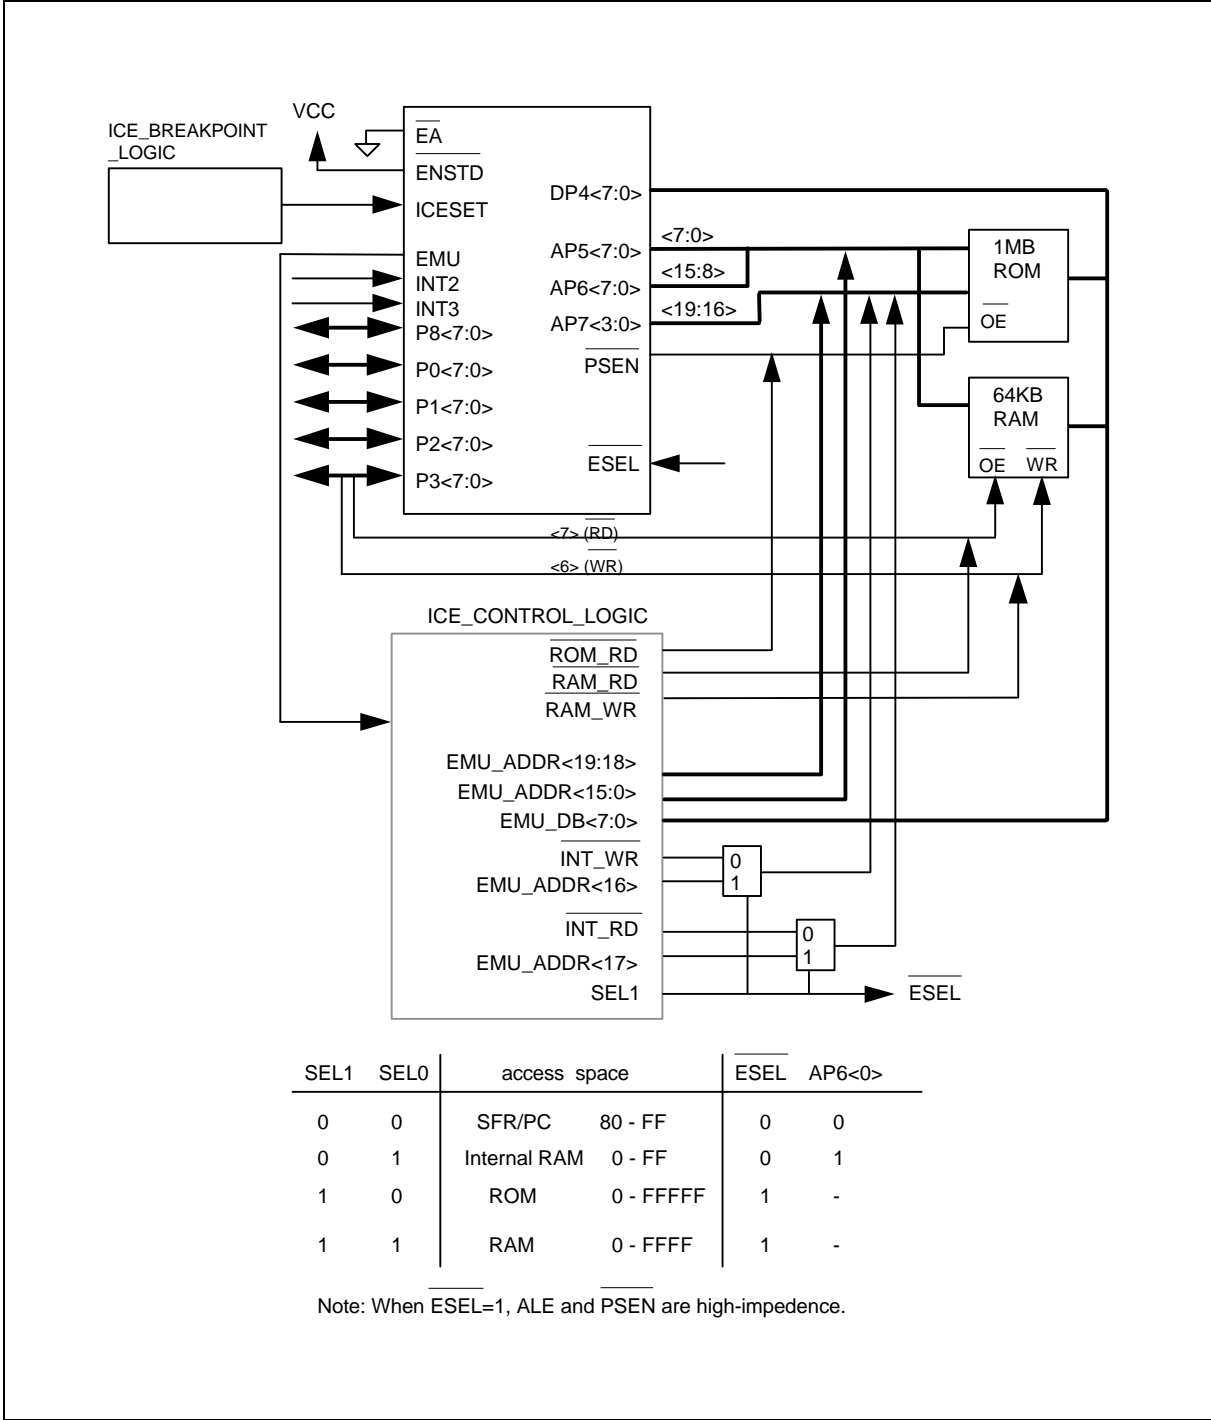 VCC
ICE_BREAKPOINT
_LOGIC
EA
ENSTD
ICESET
EMU
INT2
INT3
P8<7:0>
P0<7:0>
P1<7:0>
P2<7:0>
P3<7:0>
DP4<7:0>
AP5<7:0>
AP6<7:0>
AP7<3:0>
PSEN
ESEL
<7:0>
<15:8>
<19:16>
1MB
ROM
OE
64KB
RAM
OE WR
<7> (RD)
<6> (WR)
ICE_CONTROL_LOGIC
ROM_RD
RAM_RD
RAM_WR
EMU_ADDR<19:18>
EMU_ADDR<15:0>
EMU_DB<7:0>
INT_WR
EMU_ADDR<16>
INT_RD
EMU_ADDR<17>
SEL1
0
1
0
1
ESEL
SEL1 SEL0 access space ESEL AP6<0>
0 0 SFR/PC 80 - FF 0 0
0 1 Internal RAM 0 - FF 0 1
1 0 ROM 0 - FFFFF 1 -
1 1 RAM 0 - FFFF 1 -
Note: When ESEL=1, ALE and PSEN are high-impedence.